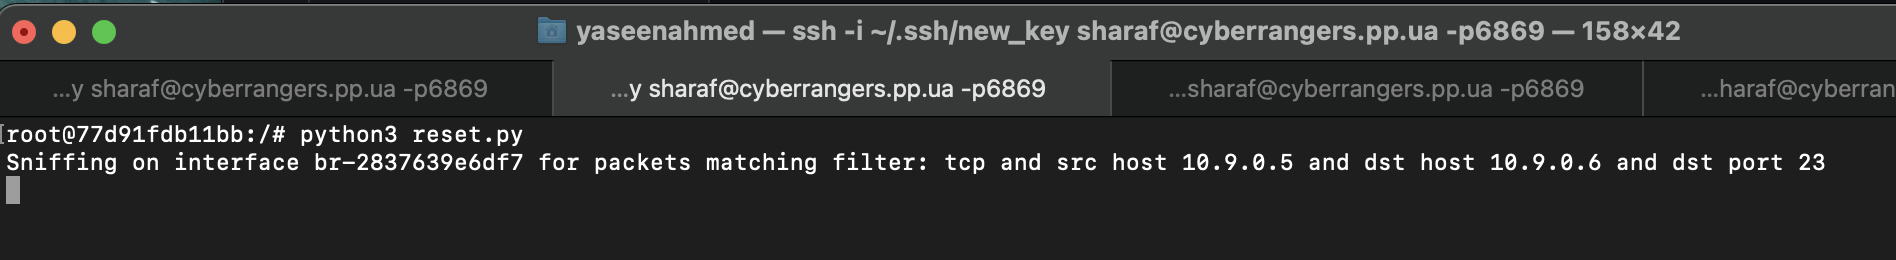 yaseenahmed — ssh -i ~/.ssh/new_key sharaf@cyberrangers.pp.ua -p6869 — 158×42
...y sharaf@cyberrangers.pp.ua -p6869
...y sharaf@cyberrangers.pp.ua -p6869
...sharaf@cyberrangers.pp.ua -p6869
...haraf@cyberran
[root@77d91fdb11bb:/# python3 reset.py
Sniffing on interface br-2837639e6df7 for packets matching filter: tcp and src host 10.9.0.5 and dst host 10.9.0.6 and dst port 23